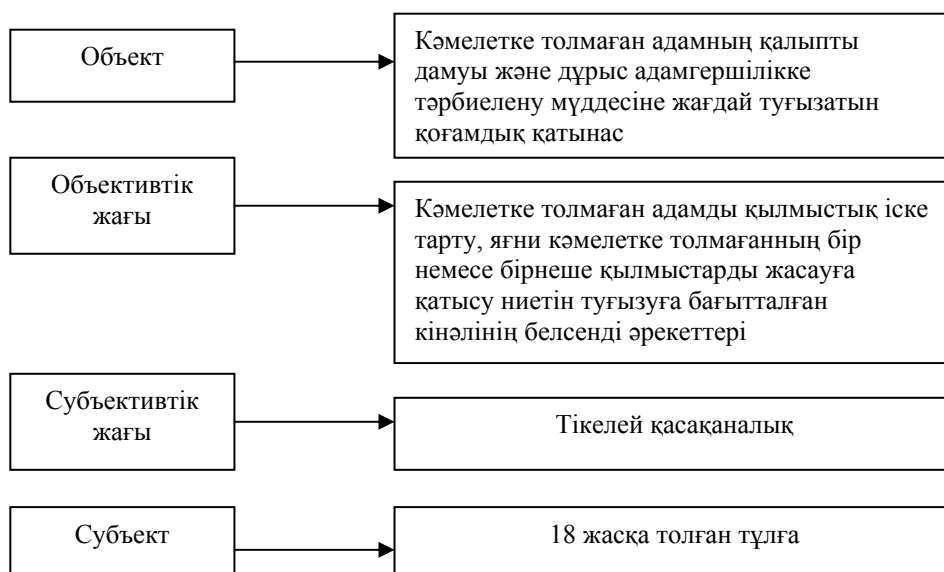 Объект
Кәмелетке толмаған адамның қалыпты
дамуы және дұрыс адамгершілікке
тәрбиелену мүддесіне жағдай туғызатын
қоғамдық қатынас
Объективтік
жағы
Кәмелетке толмаған адамды қылмыстық іске
тарту, яғни кәмелетке толмағанның бір
немесе бірнеше қылмыстарды жасауға
қатысу ниетін туғызуға бағытталған
кінәлінің белсенді әрекеттері
Субъективтік
жағы
Тікелей қасақаналық
Субъект
18 жасқа толған тұлға